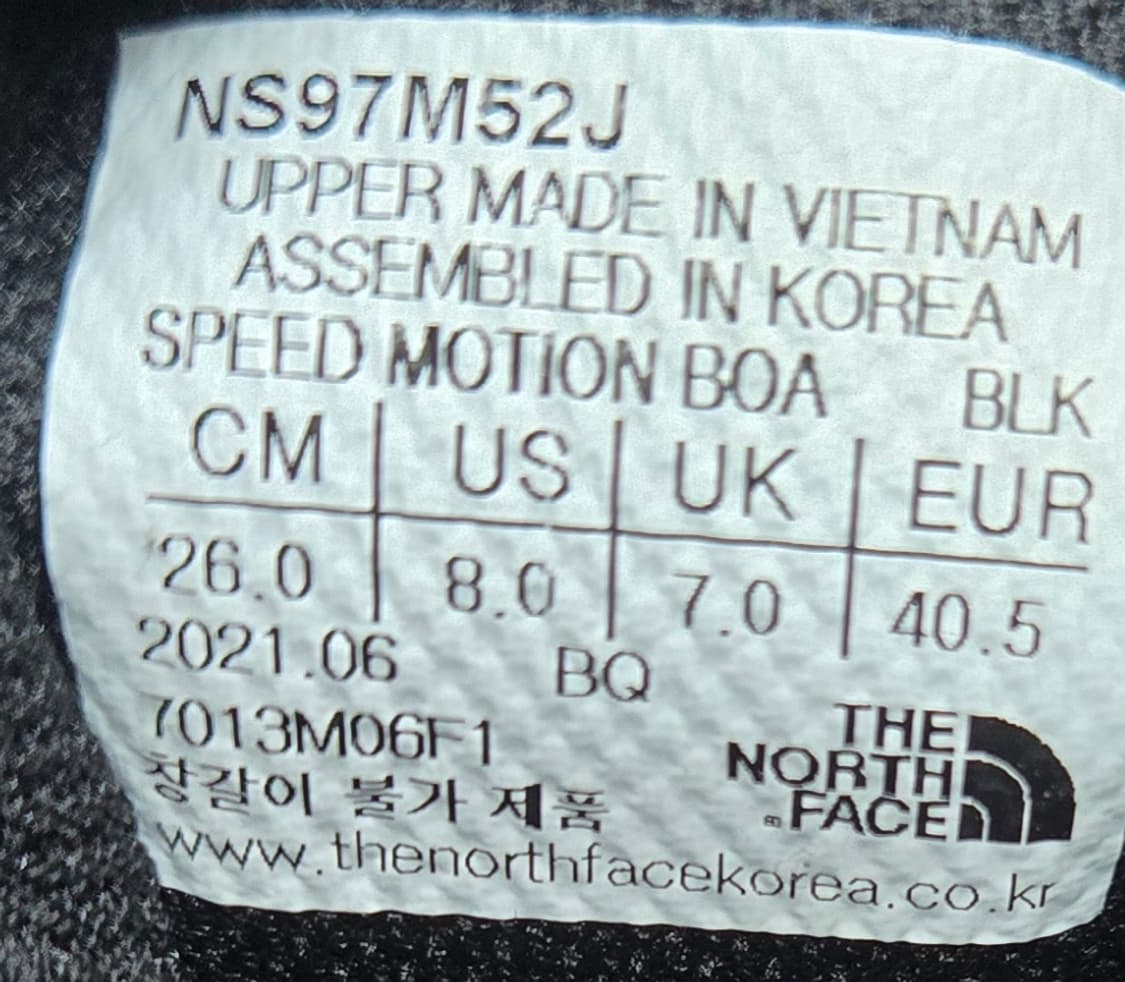 NS97M52J
UPPER MADE IN VIETNAM
ASSEMBLED IN KOREA
SPEED MOTION BOA BLK
CM US UK EUR
26.0 8.0 7.0 40.5
2021.06 BQ
7013M06F1
창갈이 불가 제품
THE
NORTH
FACE
www.thenorthfacekorea.co.kr